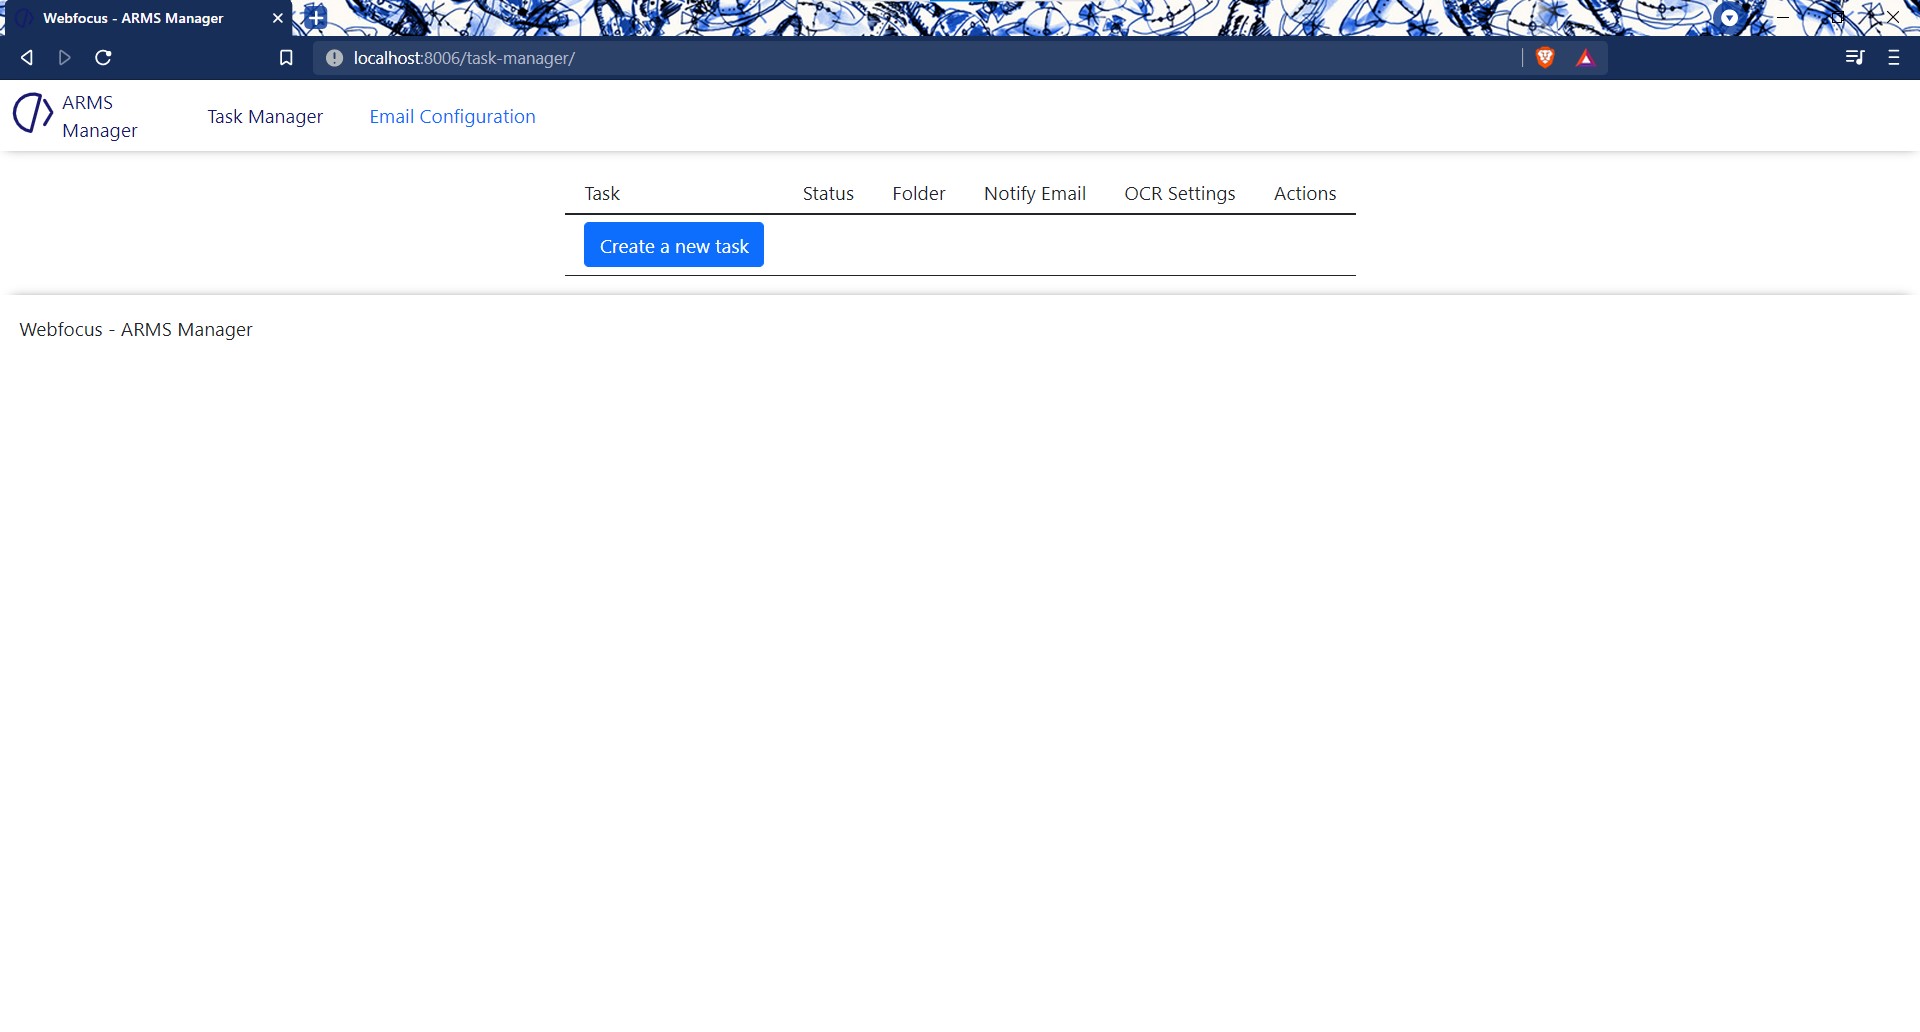 Webfocus - ARMS Manager
localhost:8006/task-manager/
ARMS
Manager
Task Manager
Email Configuration
Task Status Folder Notify Email OCR Settings Actions
Create a new task
Webfocus - ARMS Manager